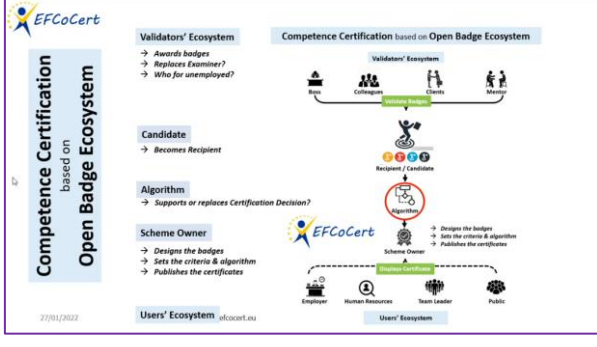 EFCoCert
Competence Certification
based on
Open Badge Ecosystem
27/01/2022
Validators' Ecosystem
→ Awards badges
→ Replaces Examiner?
→ Who for unemployed?
Candidate
→ Becomes Recipient
Algorithm
→ Supports or replaces Certification Decision?
Scheme Owner
→ Designs the badges
→ Sets the criteria & algorithm
→ Publishes the certificates
Users' Ecosystem
efcocert.eu
Competence Certification based on Open Badge Ecosystem
Validators' Ecosystem
Boss Colleagues Clients Mentor
Validate Badges
Recipient / Candidate
Algorithm
EFCoCert
Scheme Owner
→ Designs the badges
→ Sets the criteria & algorithm
→ Publishes the certificates
Displays Certificate
Employer Human Resources Team Leader Public
Users' Ecosystem